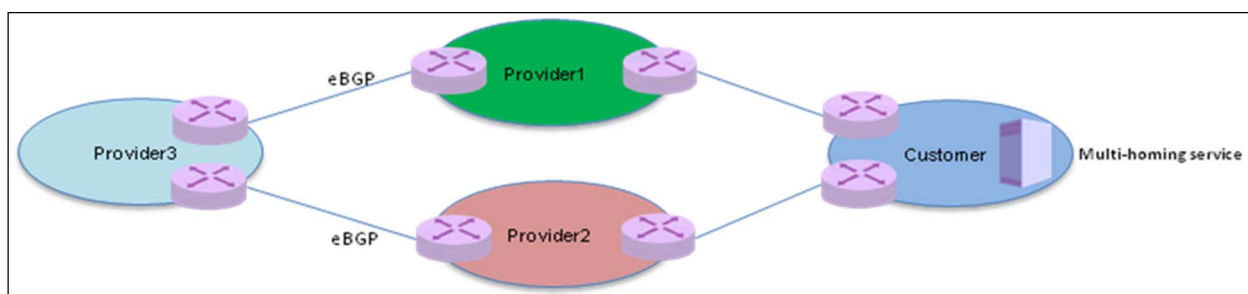 eBGP
Provider1
Provider3
Customer
Multi-homing service
eBGP
Provider2